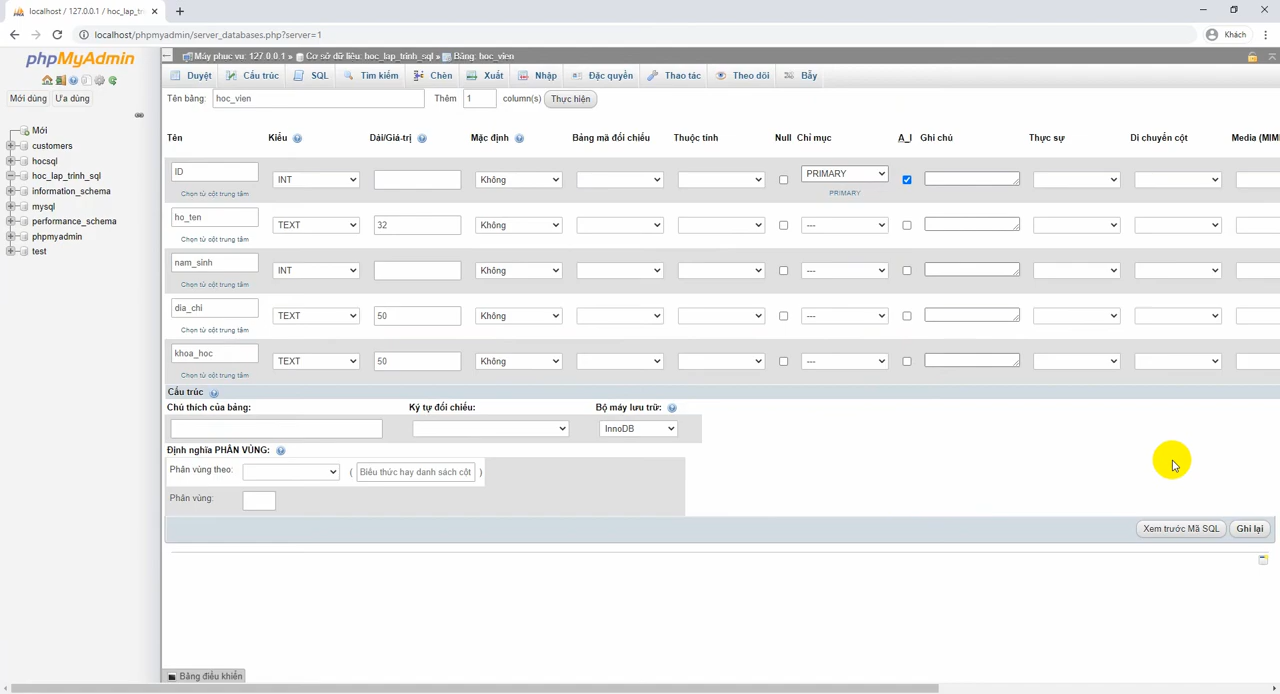 localhost / 127.0.0.1 / hoc_lap_tri
localhost/phpmyadmin/server_databases.php?server=1
Khách
phpMyAdmin
Mới dùng Ưa dùng
Mới
customers
hocsql
hoc_lap_trinh_sql
information_schema
mysql
performance_schema
phpmyadmin
test
Máy phục vụ: 127.0.0.1 » Cơ sở dữ liệu: hoc_lap_trinh_sql » Bảng: hoc_vien
Duyệt Cấu trúc SQL Tìm kiếm Chèn Xuất Nhập Đặc quyền Thao tác Theo dõi Bẫy
Tên bảng: hoc_vien Thêm 1 column(s) Thực hiện
Tên Kiểu Dài/Giá-trị Mặc định Bảng mã đối chiếu Thuộc tính Null Chỉ mục A_I Ghi chú Thực sự Di chuyển cột Media (MIM
ID INT Không PRIMARY
Chọn từ cột trung tâm PRIMARY
ho_ten TEXT 32 Không ---
Chọn từ cột trung tâm
nam_sinh INT Không ---
Chọn từ cột trung tâm
dia_chi TEXT 50 Không ---
Chọn từ cột trung tâm
khoa_hoc TEXT 50 Không ---
Chọn từ cột trung tâm
Cấu trúc
Chú thích của bảng: Ký tự đối chiếu: Bộ máy lưu trữ:
InnoDB
Định nghĩa PHÂN VÙNG:
Phân vùng theo: ( Biểu thức hay danh sách cột )
Phân vùng:
Xem trước Mã SQL Ghi lại
Bảng điều khiển